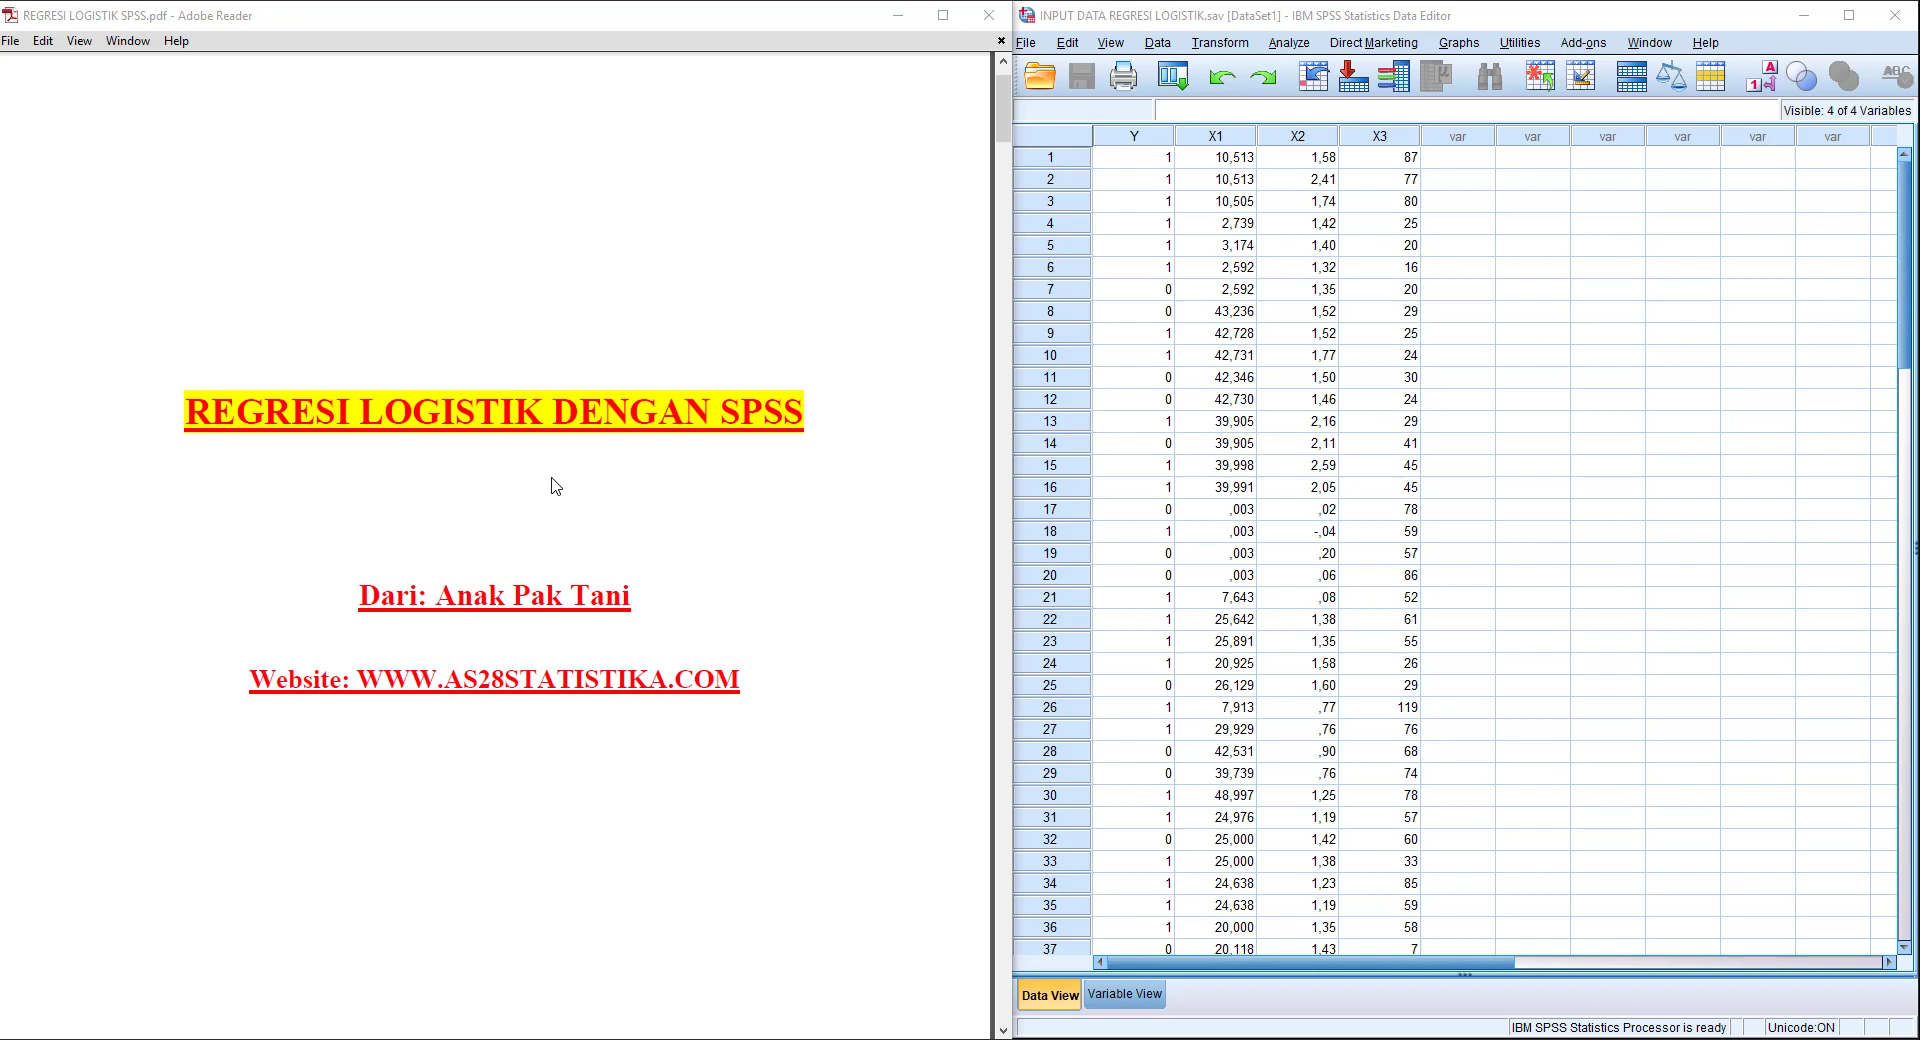 REGRESI LOGISTIK SPSS.pdf - Adobe Reader
File Edit View Window Help
REGRESI LOGISTIK DENGAN SPSS
Dari: Anak Pak Tani
Website: WWW.AS28STATISTIKA.COM
INPUT DATA REGRESI LOGISTIK.sav [DataSet1] - IBM SPSS Statistics Data Editor
File Edit View Data Transform Analyze Direct Marketing Graphs Utilities Add-ons Window Help
Visible: 4 of 4 Variables
Y X1 X2 X3 var var var var var var
1 1 10,513 1,58 87
2 1 10,513 2,41 77
3 1 10,505 1,74 80
4 1 2,739 1,42 25
5 1 3,174 1,40 20
6 1 2,592 1,32 16
7 0 2,592 1,35 20
8 0 43,236 1,52 29
9 1 42,728 1,52 25
10 1 42,731 1,77 24
11 0 42,346 1,50 30
12 0 42,730 1,46 24
13 1 39,905 2,16 29
14 0 39,905 2,11 41
15 1 39,998 2,59 45
16 1 39,991 2,05 45
17 0 ,003 ,02 78
18 1 ,003 -,04 59
19 0 ,003 ,20 57
20 0 ,003 ,06 86
21 1 7,643 ,08 52
22 1 25,642 1,38 61
23 1 25,891 1,35 55
24 1 20,925 1,58 26
25 0 26,129 1,60 29
26 1 7,913 ,77 119
27 1 29,929 ,76 76
28 0 42,531 ,90 68
29 0 39,739 ,76 74
30 1 48,997 1,25 78
31 1 24,976 1,19 57
32 0 25,000 1,42 60
33 1 25,000 1,38 33
34 1 24,638 1,23 85
35 1 24,638 1,19 59
36 1 20,000 1,35 58
37 0 20,118 1,43 7
Data View Variable View
IBM SPSS Statistics Processor is ready Unicode:ON